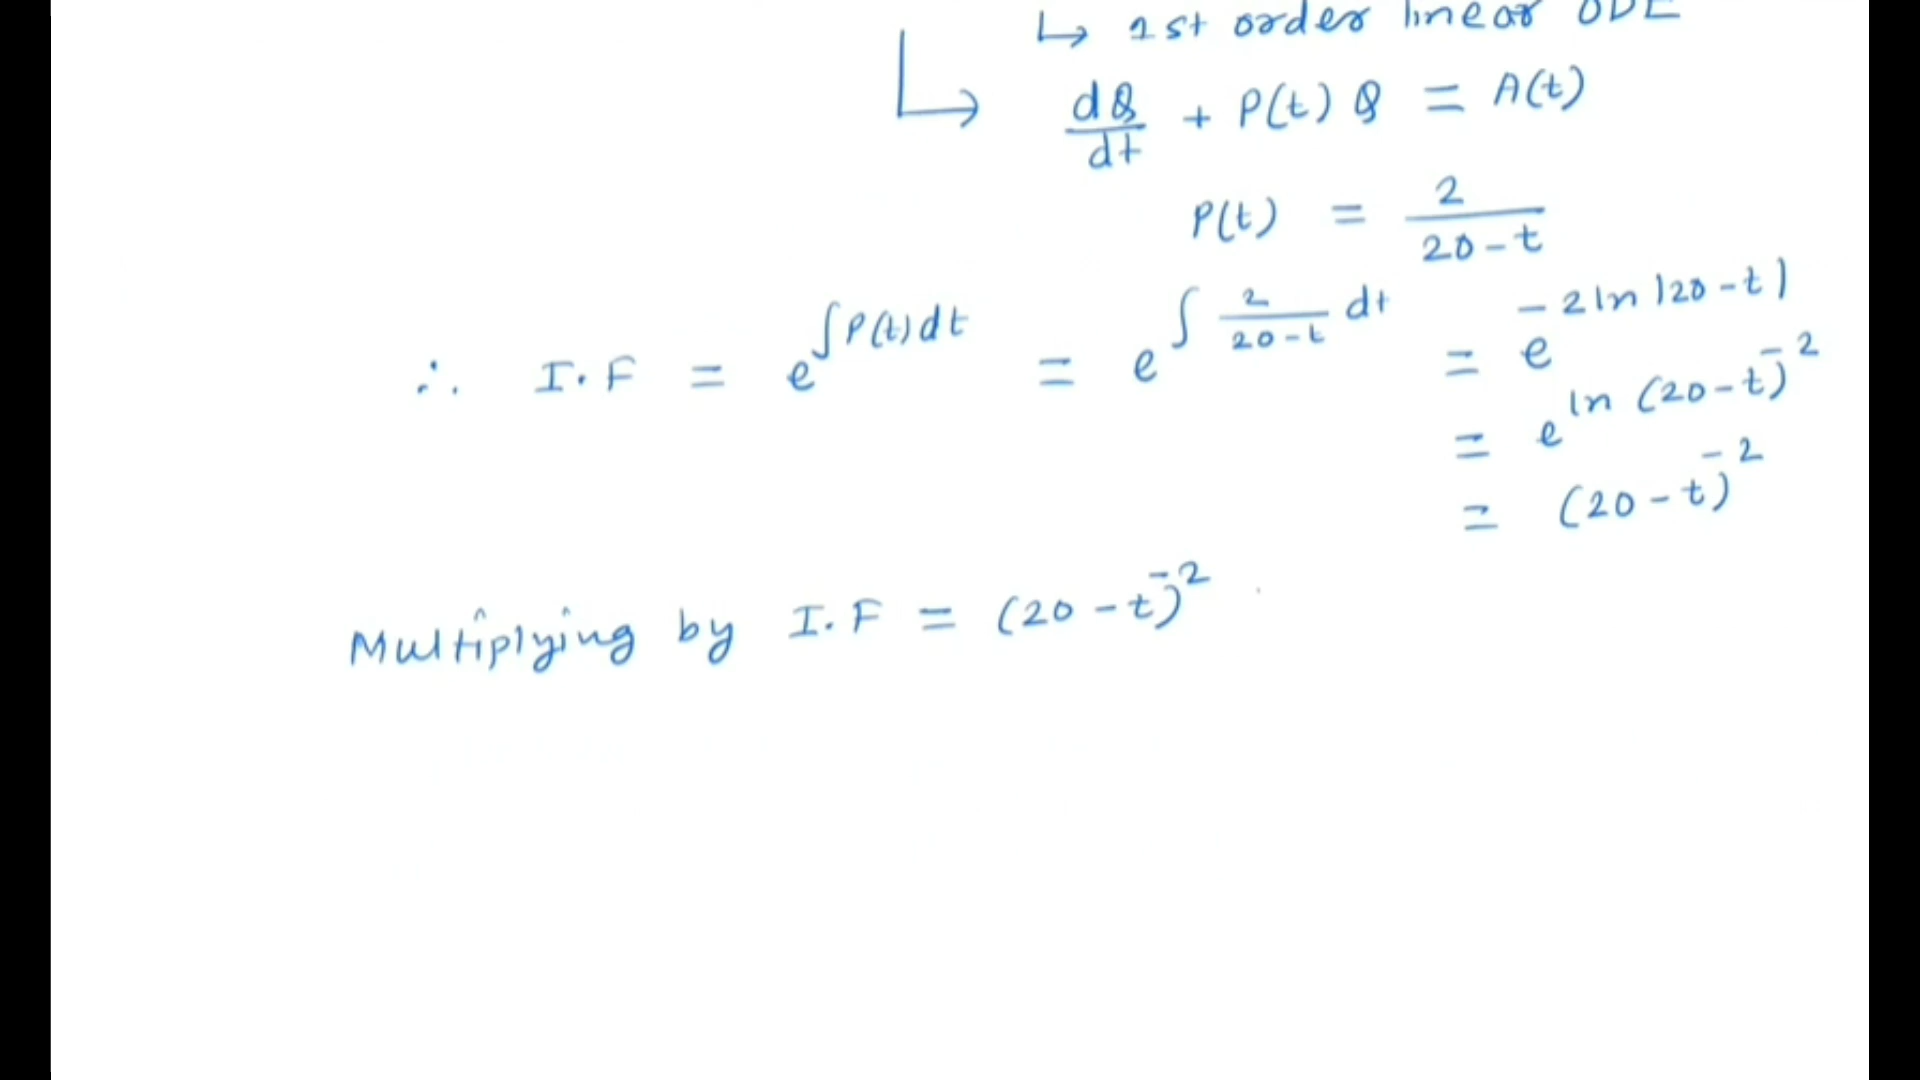 ↳ 1st order linear ODE
↳ dQ/dt + P(t) Q = A(t)
P(t) = 2/(20-t)
∴ I.F = e^{∫P(t)dt} = e^{∫ 2/(20-t) dt} = e^{-2ln|20-t|}
= e^{ln (20-t)^{-2}}
= (20-t)^{-2}
Multiplying by I.F = (20-t)^{-2}